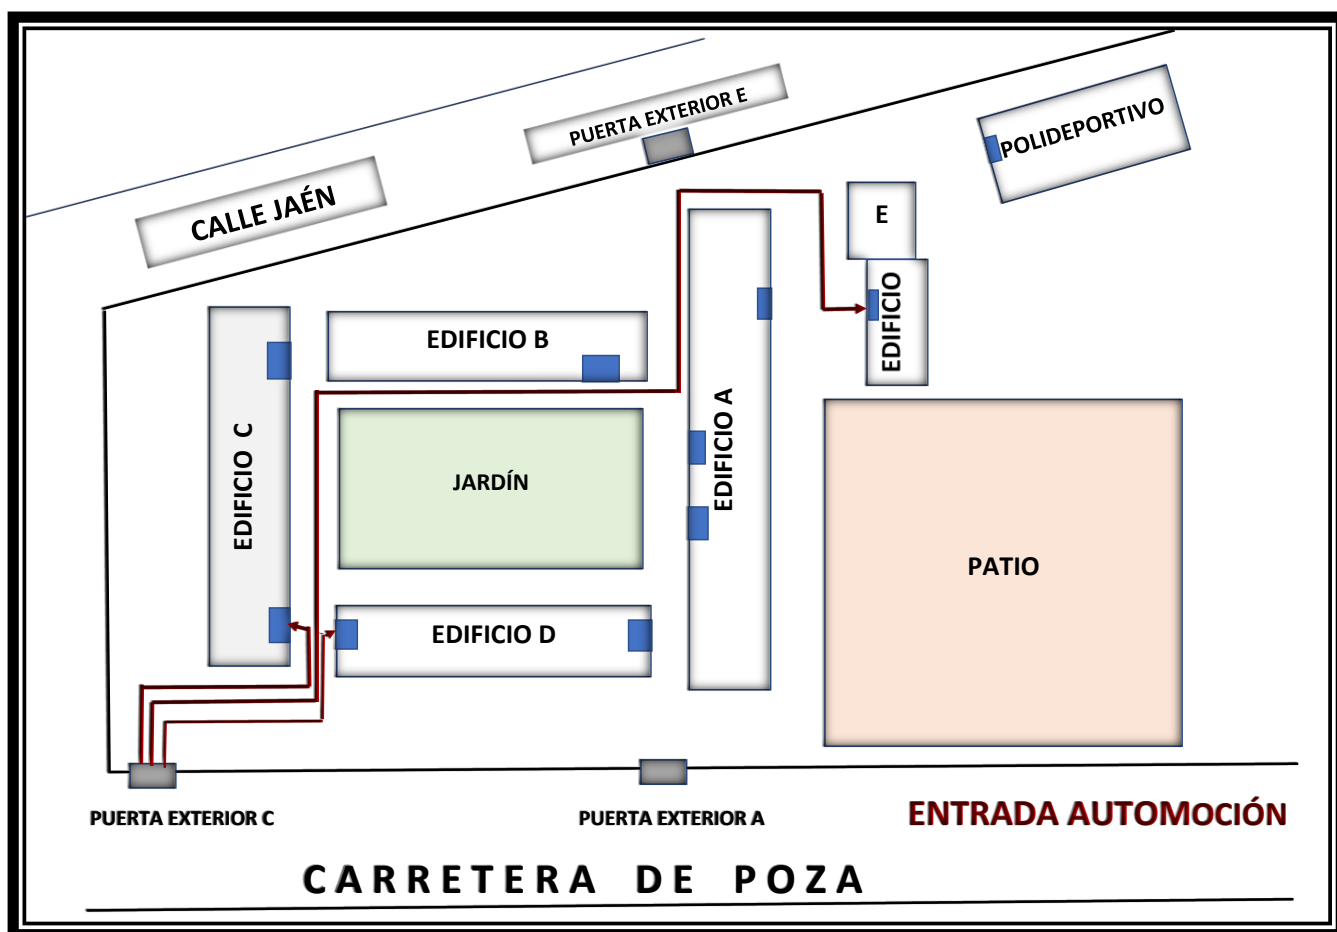 PUERTA EXTERIOR E
POLIDEPORTIVO
CALLE JAÉN
E
EDIFICIO
EDIFICIO B
EDIFICIO A
EDIFICIO C
JARDÍN
PATIO
EDIFICIO D
PUERTA EXTERIOR C
PUERTA EXTERIOR A
ENTRADA AUTOMOCIÓN
CARRETERA DE POZA